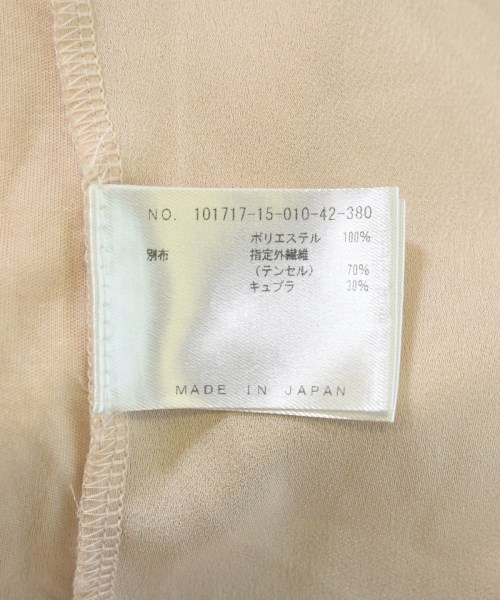 NO. 101717-15-010-42-380
ポリエステル 100%
別布 指定外繊維
(テンセル) 70%
キュプラ 30%
MADE IN JAPAN